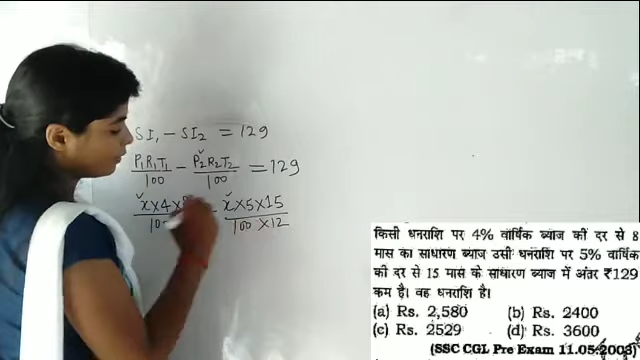 SI₁ - SI₂ = 129
P₁R₁T₁/100 - P₂R₂T₂/100 = 129
x×4× x×5×15/100×12
किसी धनराशि पर 4% वार्षिक ब्याज की दर से 8
मास का साधारण ब्याज उसी धनराशि पर 5% वार्षिक
की दर से 15 मास के साधारण ब्याज में अंतर ₹129
कम है। वह धनराशि है।
(a) Rs. 2,580 (b) Rs. 2400
(c) Rs. 2529 (d) Rs. 3600
(SSC CGL Pre Exam 11.05.2003)